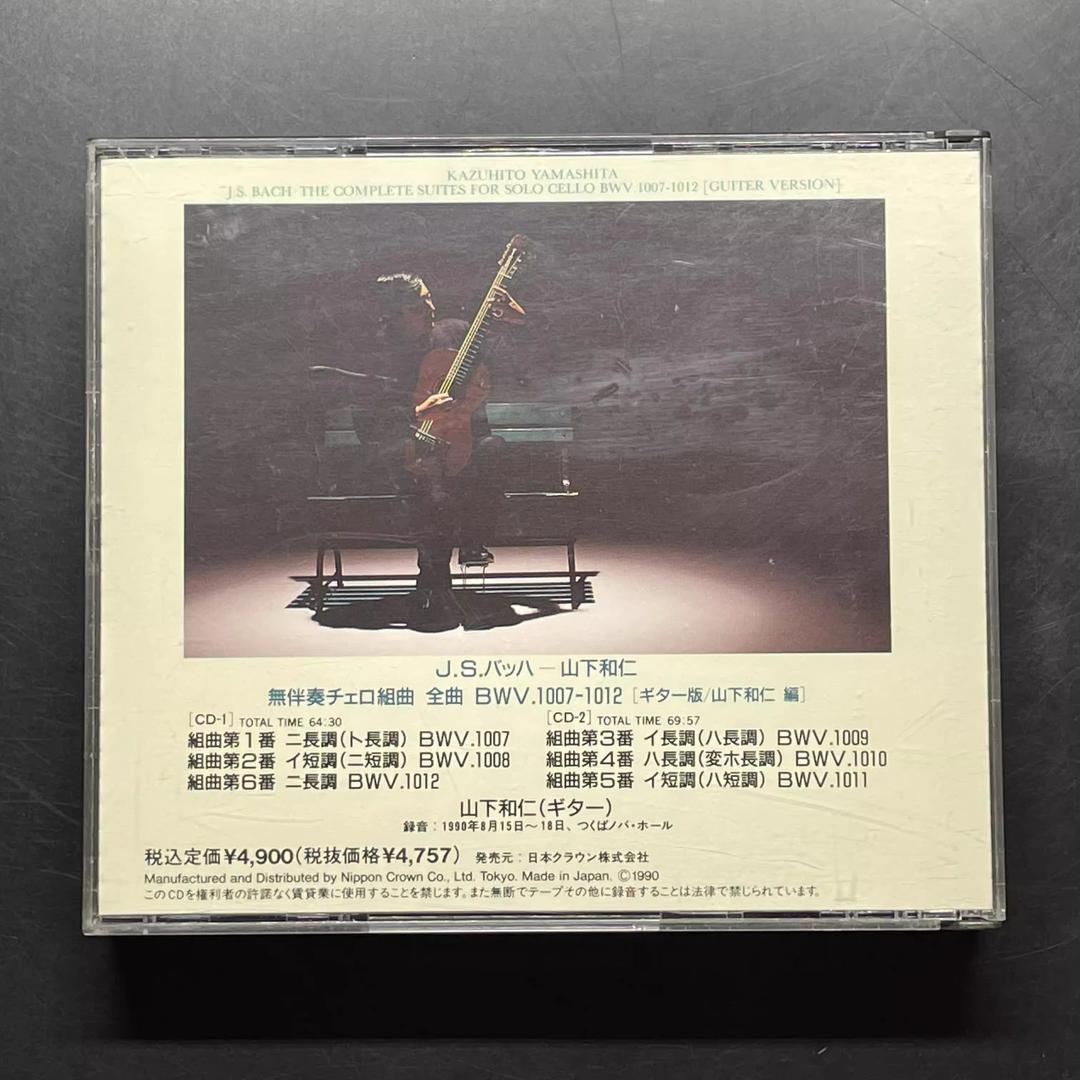 KAZUHITO YAMASHITA
J.S. BACH: THE COMPLETE SUITES FOR SOLO CELLO BWV.1007-1012 [GUITER VERSION]
J.S.バッハ—山下和仁
無伴奏チェロ組曲 全曲 BWV.1007-1012 [ギター版/山下和仁 編]
[CD-1] TOTAL TIME 64:30
組曲第1番 ニ長調(ト長調) BWV.1007
組曲第2番 イ短調(ニ短調) BWV.1008
組曲第6番 ニ長調 BWV.1012
[CD-2] TOTAL TIME 69:57
組曲第3番 イ長調(ハ長調) BWV.1009
組曲第4番 ハ長調(変ホ長調) BWV.1010
組曲第5番 イ短調(ハ短調) BWV.1011
山下和仁(ギター)
録音:1990年8月15日〜18日、つくばノバ・ホール
税込定価¥4,900(税抜価格¥4,757) 発売元:日本クラウン株式会社
Manufactured and Distributed by Nippon Crown Co., Ltd. Tokyo. Made in Japan. ©1990
このCDを権利者の許諾なく賃貸業に使用することを禁じます。また無断でテープその他に録音することは法律で禁じられています。